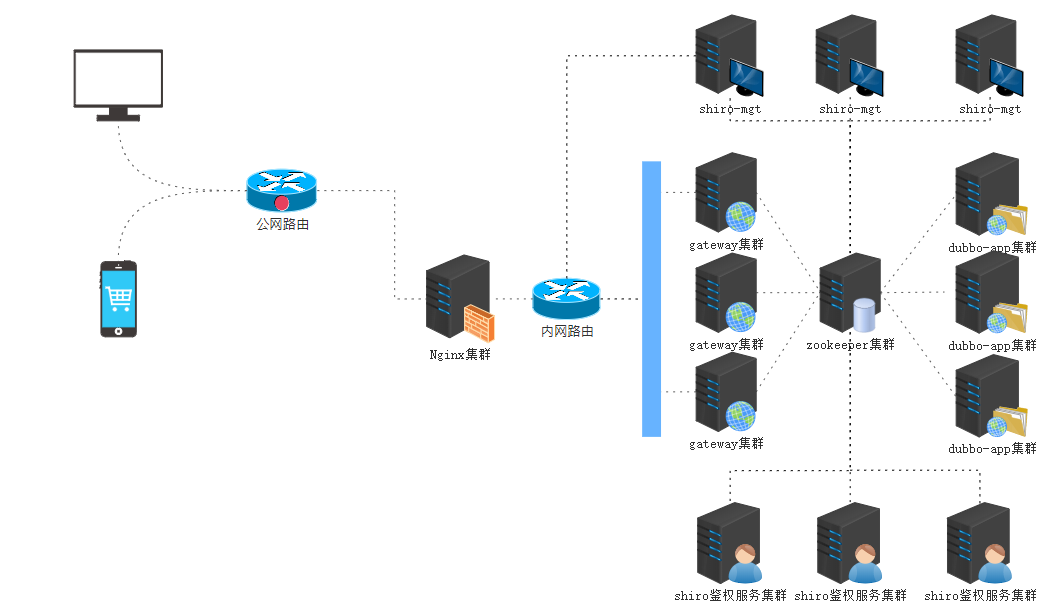 shiro-mgt
shiro-mgt
shiro-mgt
公网路由
gateway集群
dubbo-app集群
内网路由
Nginx集群
gateway集群
zookeeper集群
dubbo-app集群
gateway集群
dubbo-app集群
shiro鉴权服务集群
shiro鉴权服务集群
shiro鉴权服务集群